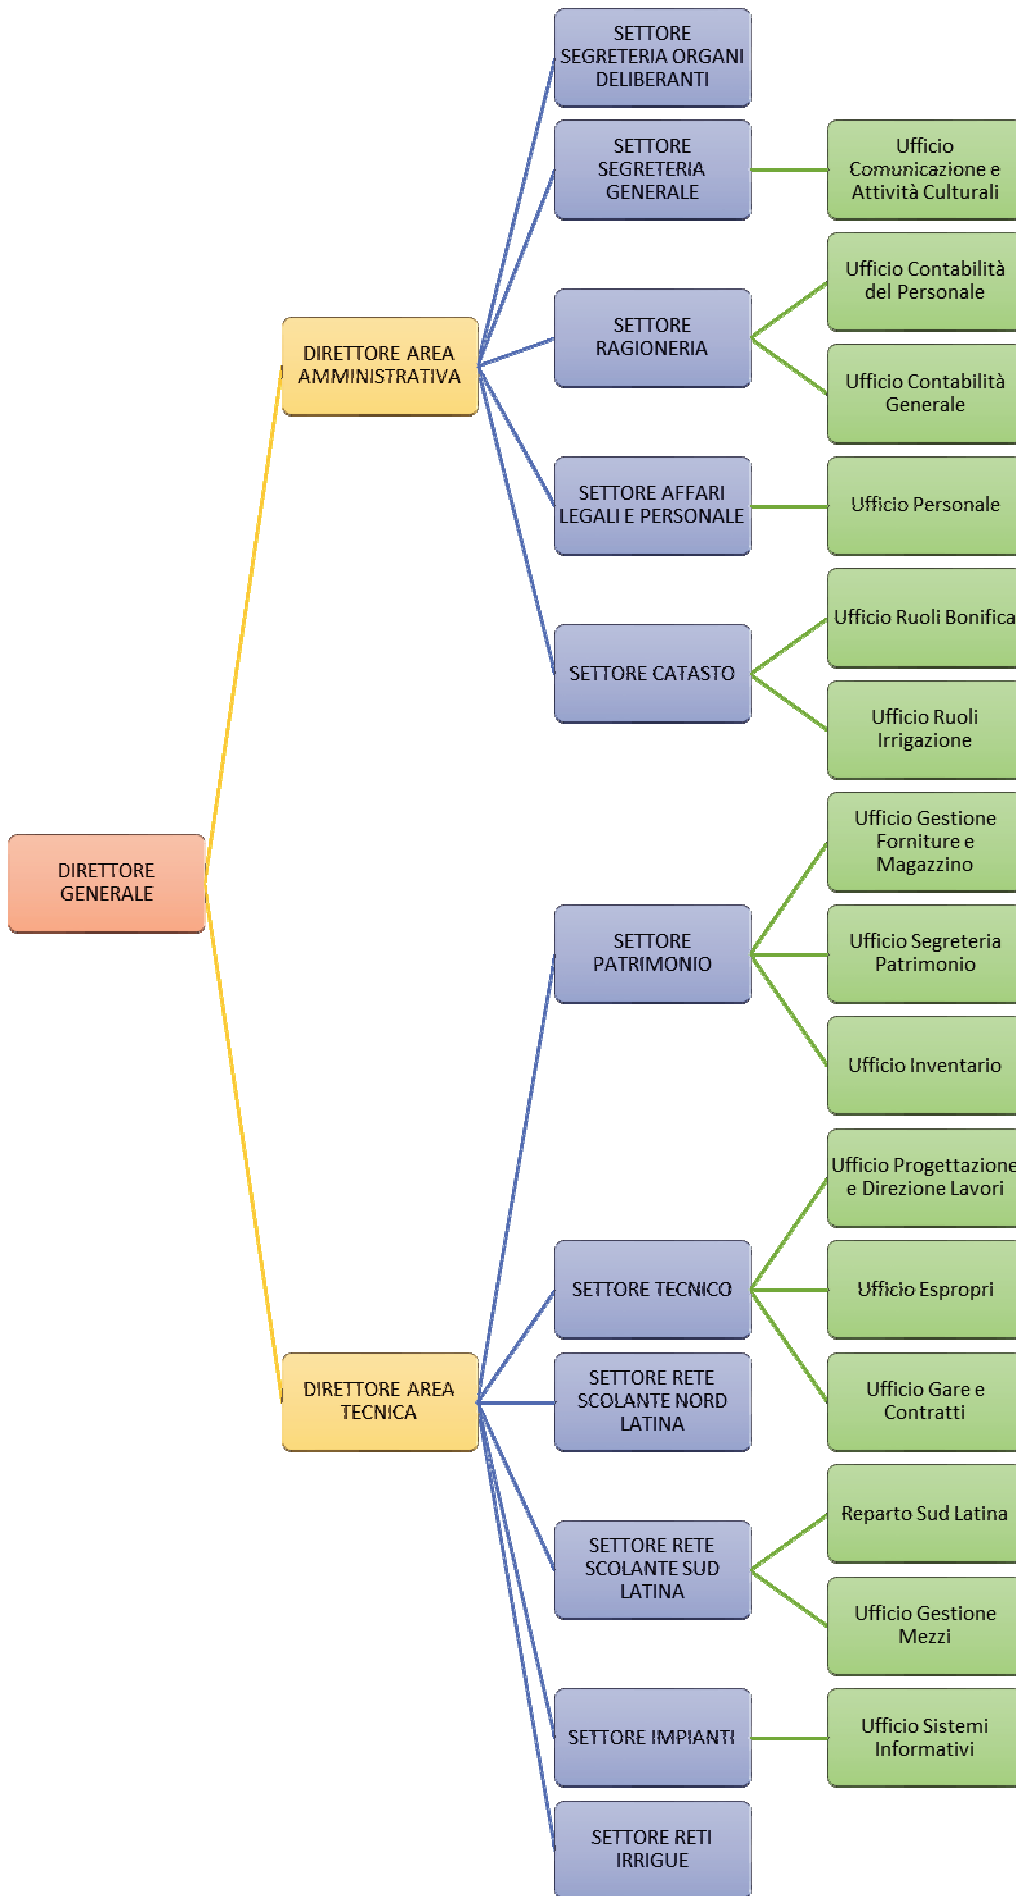 SETTORE
SEGRETERIA ORGANI
DELIBERANTI
SETTORE
SEGRETERIA
GENERALE
Ufficio
Comunicazione e
Attività Culturali
Ufficio Contabilità
del Personale
SETTORE
RAGIONERIA
DIRETTORE AREA
AMMINISTRATIVA
Ufficio Contabilità
Generale
SETTORE AFFARI
LEGALI E PERSONALE
Ufficio Personale
Ufficio Ruoli Bonifica
SETTORE CATASTO
Ufficio Ruoli
Irrigazione
DIRETTORE
GENERALE
Ufficio Gestione
Forniture e
Magazzino
SETTORE
PATRIMONIO
Ufficio Segreteria
Patrimonio
Ufficio Inventario
Ufficio Progettazione
e Direzione Lavori
SETTORE TECNICO
Ufficio Espropri
DIRETTORE AREA
TECNICA
SETTORE RETE
SCOLANTE NORD
LATINA
Ufficio Gare e
Contratti
Reparto Sud Latina
SETTORE RETE
SCOLANTE SUD
LATINA
Ufficio Gestione
Mezzi
SETTORE IMPIANTI
Ufficio Sistemi
Informativi
SETTORE RETI
IRRIGUE